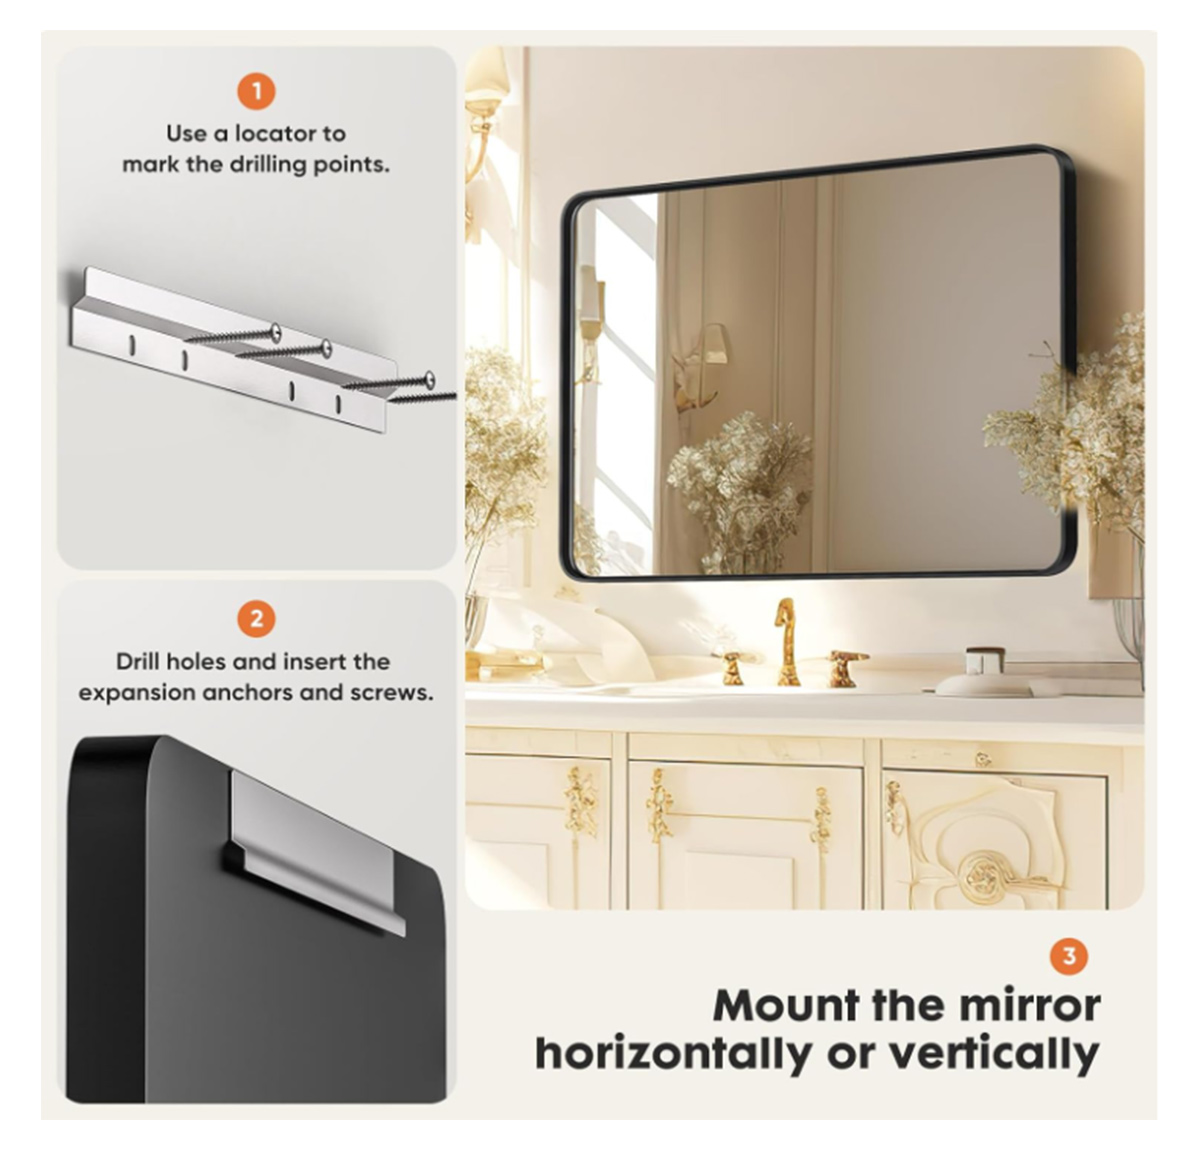 1
Use a locator to
mark the drilling points.
2
Drill holes and insert the
expansion anchors and screws.
3
Mount the mirror
horizontally or vertically